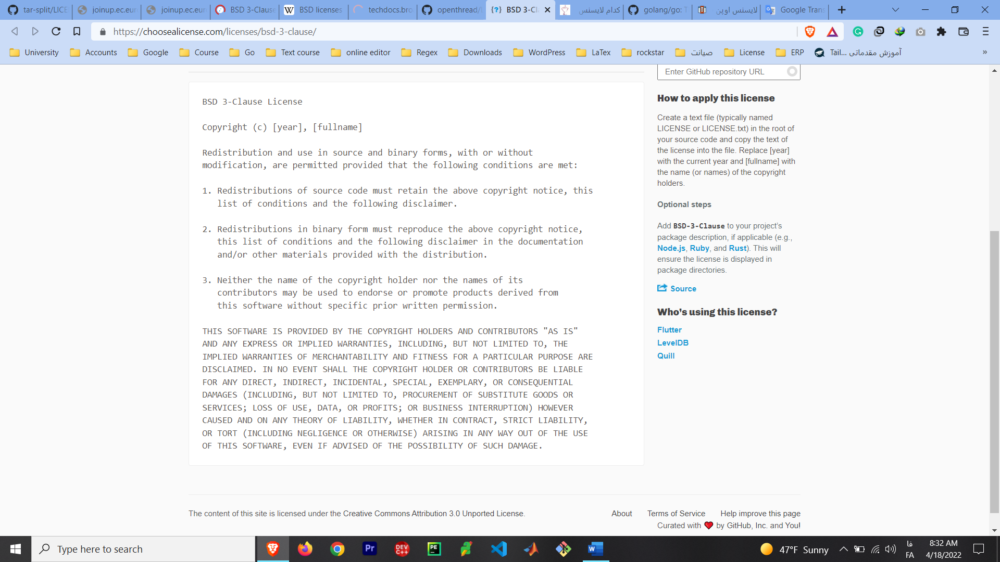 tar-split/LICE
joinup.ec.eur
joinup.ec.eur
BSD 3-Clause
BSD licenses
techdocs.bro
openthread/L
BSD 3-Cl
کدام لایسنس
golang/go: T
لایسنس اوپن
Google Trans
https://choosealicense.com/licenses/bsd-3-clause/
University
Accounts
Google
Course
Go
Text course
online editor
Regex
Downloads
WordPress
LaTex
rockstar
صیانت
License
ERP
آموزش مقدماتی ...Tail
»
Enter GitHub repository URL
BSD 3-Clause License
Copyright (c) [year], [fullname]
Redistribution and use in source and binary forms, with or without
modification, are permitted provided that the following conditions are met:
1. Redistributions of source code must retain the above copyright notice, this
list of conditions and the following disclaimer.
2. Redistributions in binary form must reproduce the above copyright notice,
this list of conditions and the following disclaimer in the documentation
and/or other materials provided with the distribution.
3. Neither the name of the copyright holder nor the names of its
contributors may be used to endorse or promote products derived from
this software without specific prior written permission.
THIS SOFTWARE IS PROVIDED BY THE COPYRIGHT HOLDERS AND CONTRIBUTORS "AS IS"
AND ANY EXPRESS OR IMPLIED WARRANTIES, INCLUDING, BUT NOT LIMITED TO, THE
IMPLIED WARRANTIES OF MERCHANTABILITY AND FITNESS FOR A PARTICULAR PURPOSE ARE
DISCLAIMED. IN NO EVENT SHALL THE COPYRIGHT HOLDER OR CONTRIBUTORS BE LIABLE
FOR ANY DIRECT, INDIRECT, INCIDENTAL, SPECIAL, EXEMPLARY, OR CONSEQUENTIAL
DAMAGES (INCLUDING, BUT NOT LIMITED TO, PROCUREMENT OF SUBSTITUTE GOODS OR
SERVICES; LOSS OF USE, DATA, OR PROFITS; OR BUSINESS INTERRUPTION) HOWEVER
CAUSED AND ON ANY THEORY OF LIABILITY, WHETHER IN CONTRACT, STRICT LIABILITY,
OR TORT (INCLUDING NEGLIGENCE OR OTHERWISE) ARISING IN ANY WAY OUT OF THE USE
OF THIS SOFTWARE, EVEN IF ADVISED OF THE POSSIBILITY OF SUCH DAMAGE.
How to apply this license
Create a text file (typically named
LICENSE or LICENSE.txt) in the root of
your source code and copy the text of
the license into the file. Replace [year]
with the current year and [fullname] with
the name (or names) of the copyright
holders.
Optional steps
Add BSD-3-Clause to your project’s
package description, if applicable (e.g.,
Node.js, Ruby, and Rust). This will
ensure the license is displayed in
package directories.
Source
Who’s using this license?
Flutter
LevelDB
Quill
The content of this site is licensed under the Creative Commons Attribution 3.0 Unported License.
About
Terms of Service
Help improve this page
Curated with ❤ by GitHub, Inc. and You!
Type here to search
Pr
DEV C++
PE
W
47°F Sunny
فا
FA
8:32 AM
4/18/2022